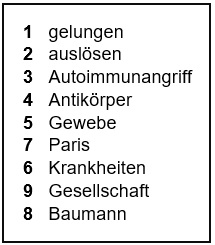 1 gelungen
2 auslösen
3 Autoimmunangriff
4 Antikörper
5 Gewebe
7 Paris
6 Krankheiten
9 Gesellschaft
8 Baumann